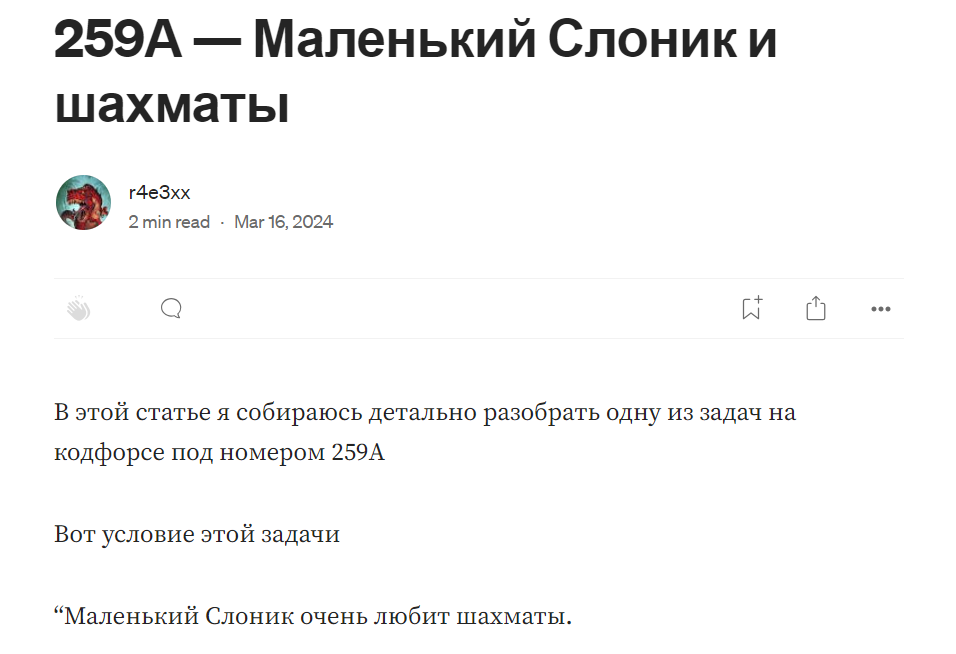 259A — Маленький Слоник и
шахматы
r4e3xx
2 min read · Mar 16, 2024
В этой статье я собираюсь детально разобрать одну из задач на
кодфорсе под номером 259A
Вот условие этой задачи
“Маленький Слоник очень любит шахматы.